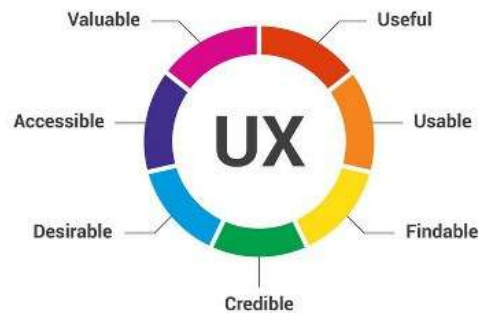 Valuable
Useful
Accessible
UX
Usable
Desirable
Findable
Credible